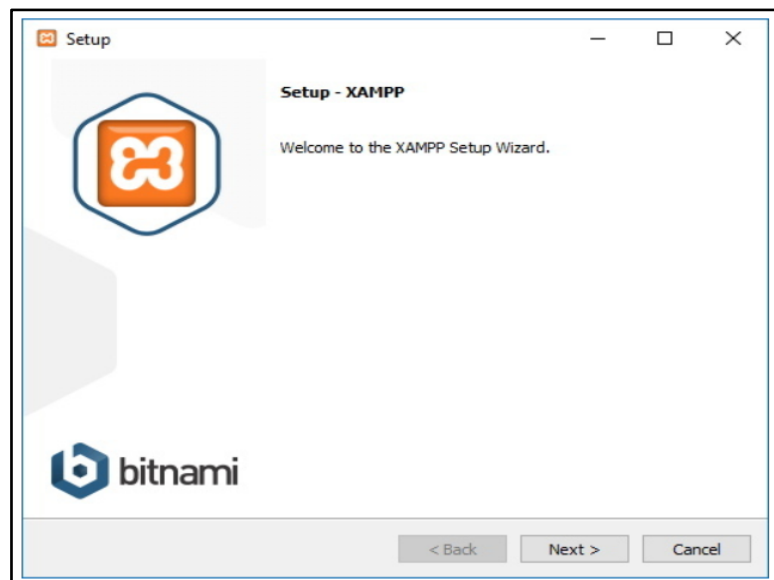 Setup
Setup - XAMPP
Welcome to the XAMPP Setup Wizard.
bitnami
< Back Next > Cancel